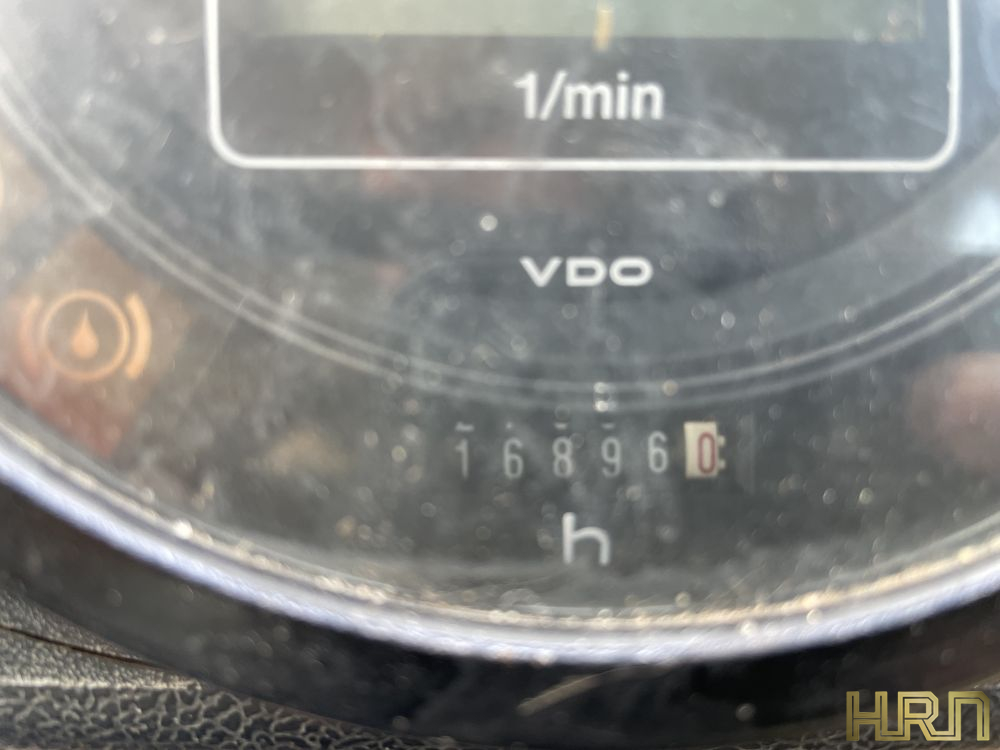 1/min
VDO
168960
h
HRN